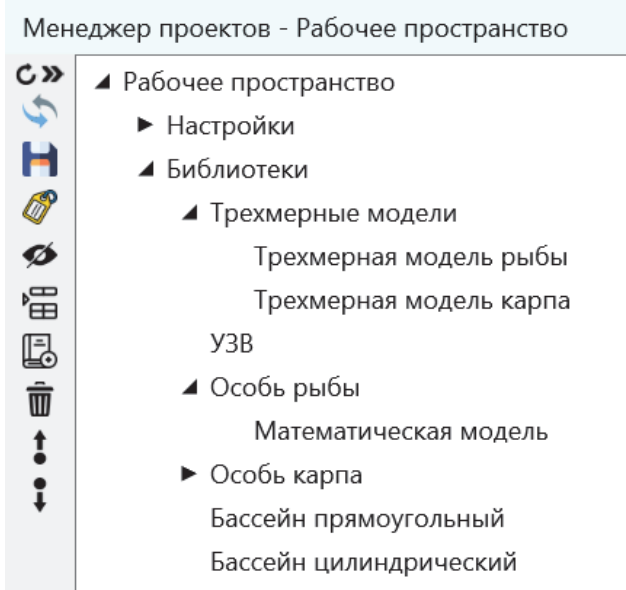 Менеджер проектов - Рабочее пространство
Рабочее пространство
Настройки
Библиотеки
Трехмерные модели
Трехмерная модель рыбы
Трехмерная модель карпа
УЗВ
Особь рыбы
Математическая модель
Особь карпа
Бассейн прямоугольный
Бассейн цилиндрический